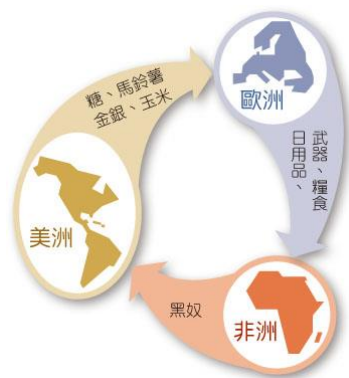 糖、馬鈴薯
金銀、玉米
歐洲
武器、糧食
日用品、
美洲
黑奴
非洲